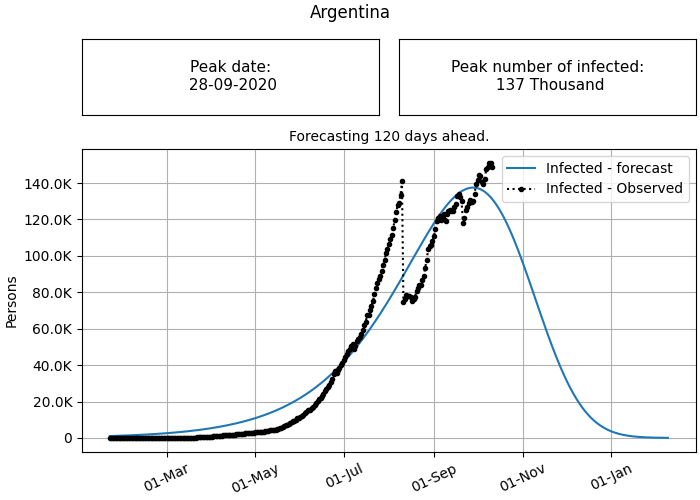 Argentina
Peak date:
28-09-2020
Peak number of infected:
137 Thousand
Forecasting 120 days ahead.
Infected - forecast
Infected - Observed
140.0K
120.0K
100.0K
80.0K
60.0K
40.0K
20.0K
0
Persons
01-Mar
01-May
01-Jul
01-Sep
01-Nov
01-Jan